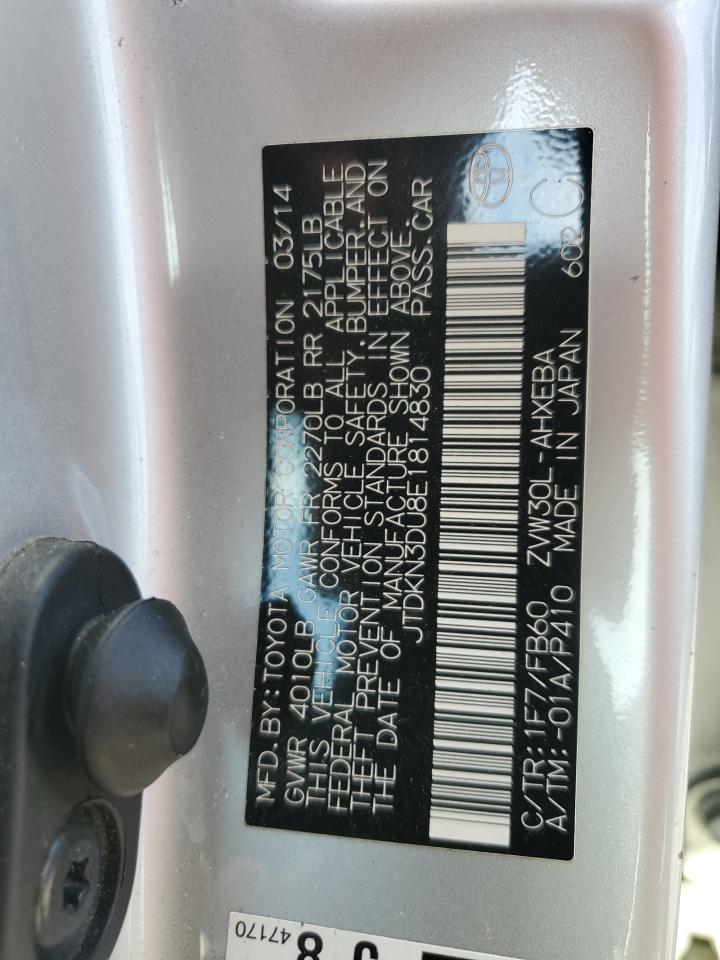 MFD. BY: TOYOTA MOTOR CORPORATION 03/14
GVWR 4010LB GAWR FR 2270LB RR 2175LB
THIS VEHICLE CONFORMS TO ALL APPLICABLE
FEDERAL MOTOR VEHICLE SAFETY, BUMPER, AND
THEFT PREVENTION STANDARDS IN EFFECT ON
THE DATE OF MANUFACTURE SHOWN ABOVE.
JTDKN3DU8E1814830 PASS. CAR
C/TR: 1F7/FB60 ZVW30L-AHXEBA
A/TM: -01A/P410 MADE IN JAPAN 602 C
47170
8